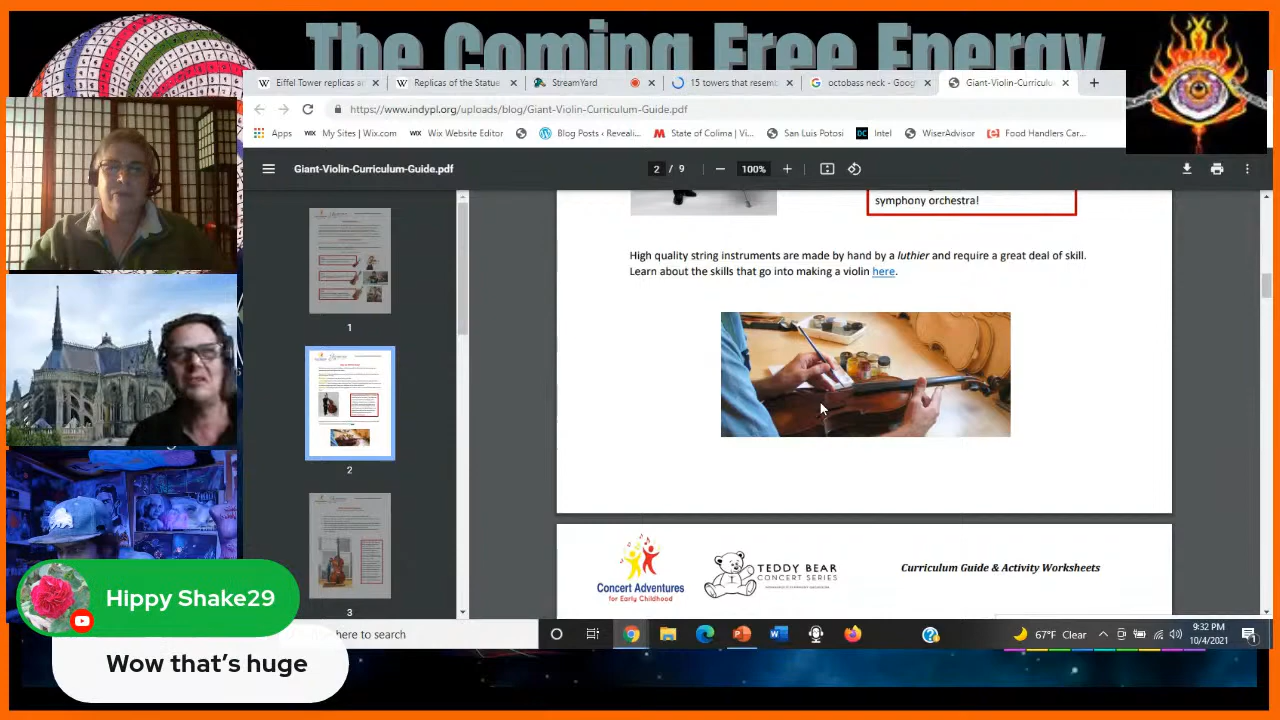 The Coming Free Energy
Eiffel Tower replicas a
Replicas of the Statue
StreamYard
15 towers that resem
octobass neck - Goog
Giant-Violin-Curriculu
https://www.indypl.org/uploads/blog/Giant-Violin-Curriculum-Guide.pdf
Apps
My Sites | Wix.com
Wix Website Editor
Blog Posts ‹ Reveali...
State of Colima | Vi...
San Luis Potosi
Intel
WiserAdvisor
Food Handlers Car...
Giant-Violin-Curriculum-Guide.pdf
2 / 9
100%
symphony orchestra!
High quality string instruments are made by hand by a luthier and require a great deal of skill.
Learn about the skills that go into making a violin here.
1
2
3
Concert Adventures
for Early Childhood
TEDDY BEAR
CONCERT SERIES
Curriculum Guide & Activity Worksheets
here to search
67°F Clear
9:32 PM
10/4/2021
Hippy Shake29
Wow that's huge